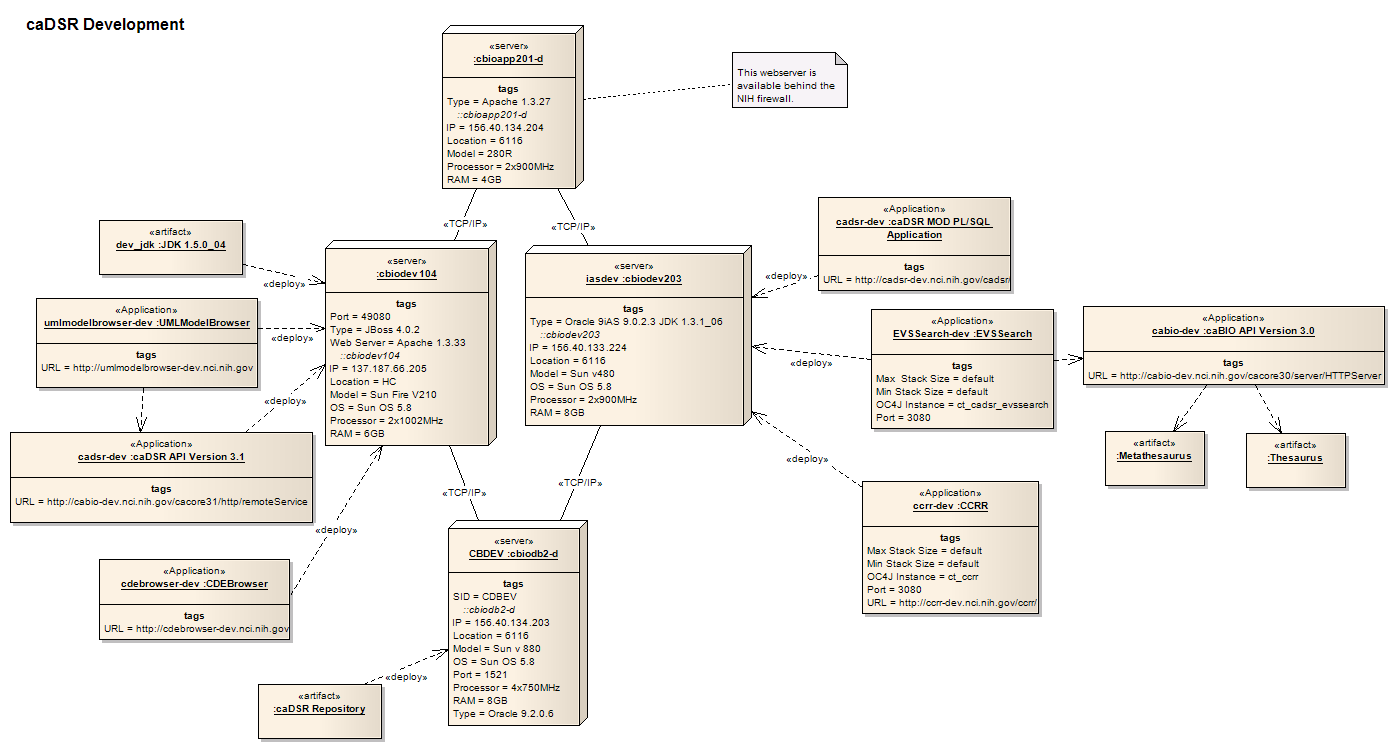 caDSR Development
«server»
:cbioapp201-d
tags
Type = Apache 1.3.27
::cbioapp201-d
IP = 156.40.134.204
Location = 6116
Model = 280R
Processor = 2x900MHz
RAM = 4GB
This webserver is
available behind the
NIH firewall.
«TCP/IP»
«TCP/IP»
«artifact»
dev_jdk :JDK 1.5.0_04
«deploy»
«Application»
umlmodelbrowser-dev :UMLModelBrowser
tags
URL = http://umlmodelbrowser-dev.nci.nih.gov
«deploy»
«deploy»
«Application»
cadsr-dev :caDSR API Version 3.1
tags
URL = http://cabio-dev.nci.nih.gov/cacore31/http/remoteService
«deploy»
«Application»
cdebrowser-dev :CDEBrowser
tags
URL = http://cdebrowser-dev.nci.nih.gov
«server»
:cbiodev104
tags
Port = 49080
Type = JBoss 4.0.2
Web Server = Apache 1.3.33
::cbiodev104
IP = 137.187.66.205
Location = HC
Model = Sun Fire V210
OS = Sun OS 5.8
Processor = 2x1002MHz
RAM = 6GB
«server»
iasdev :cbiodev203
tags
Type = Oracle 9iAS 9.0.2.3 JDK 1.3.1_06
::cbiodev203
IP = 156.40.133.224
Location = 6116
Model = Sun v480
OS = Sun OS 5.8
Processor = 2x900MHz
RAM = 8GB
«Application»
cadsr-dev :caDSR MOD PL/SQL
Application
tags
URL = http://cadsr-dev.nci.nih.gov/cadsr/
«deploy»
«Application»
EVSSearch-dev :EVSSearch
tags
Max  Stack Size = default
Min Stack Size = default
OC4J Instance = ct_cadsr_evssearch
Port = 3080
«deploy»
«Application»
cabio-dev :caBIO API Version 3.0
tags
URL = http://cabio-dev.nci.nih.gov/cacore30/server/HTTPServer
«artifact»
:Metathesaurus
«artifact»
:Thesaurus
«deploy»
«Application»
ccrr-dev :CCRR
tags
Max Stack Size = default
Min Stack Size = default
OC4J Instance = ct_ccrr
Port = 3080
URL = http://ccrr-dev.nci.nih.gov/ccrr/
«TCP/IP»
«TCP/IP»
«server»
CBDEV :cbiodb2-d
tags
SID = CDBEV
::cbiodb2-d
IP = 156.40.134.203
Location = 6116
Model = Sun v 880
OS = Sun OS 5.8
Port = 1521
Processor = 4x750MHz
RAM = 8GB
Type = Oracle 9.2.0.6
«deploy»
«artifact»
:caDSR Repository